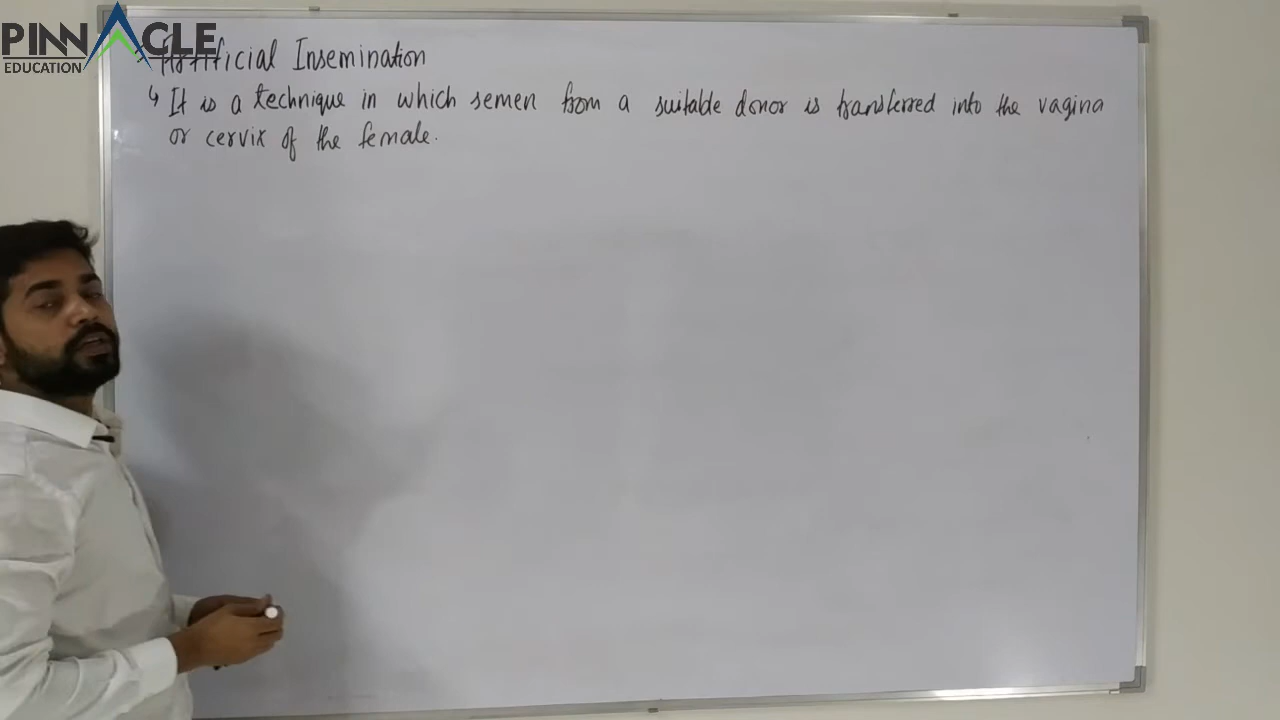 PINNACLE
EDUCATION
Artificial Insemination
↳ It is a technique in which semen from a suitable donor is transferred into the vagina
or cervix of the female.